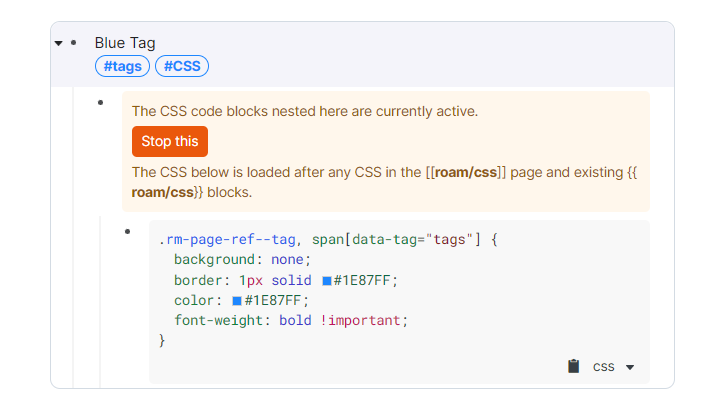 Blue Tag
#tags #CSS
The CSS code blocks nested here are currently active.
Stop this
The CSS below is loaded after any CSS in the [[roam/css]] page and existing {{
roam/css}} blocks.
.rm-page-ref--tag, span[data-tag="tags"] {
  background: none;
  border: 1px solid #1E87FF;
  color: #1E87FF;
  font-weight: bold !important;
}
css